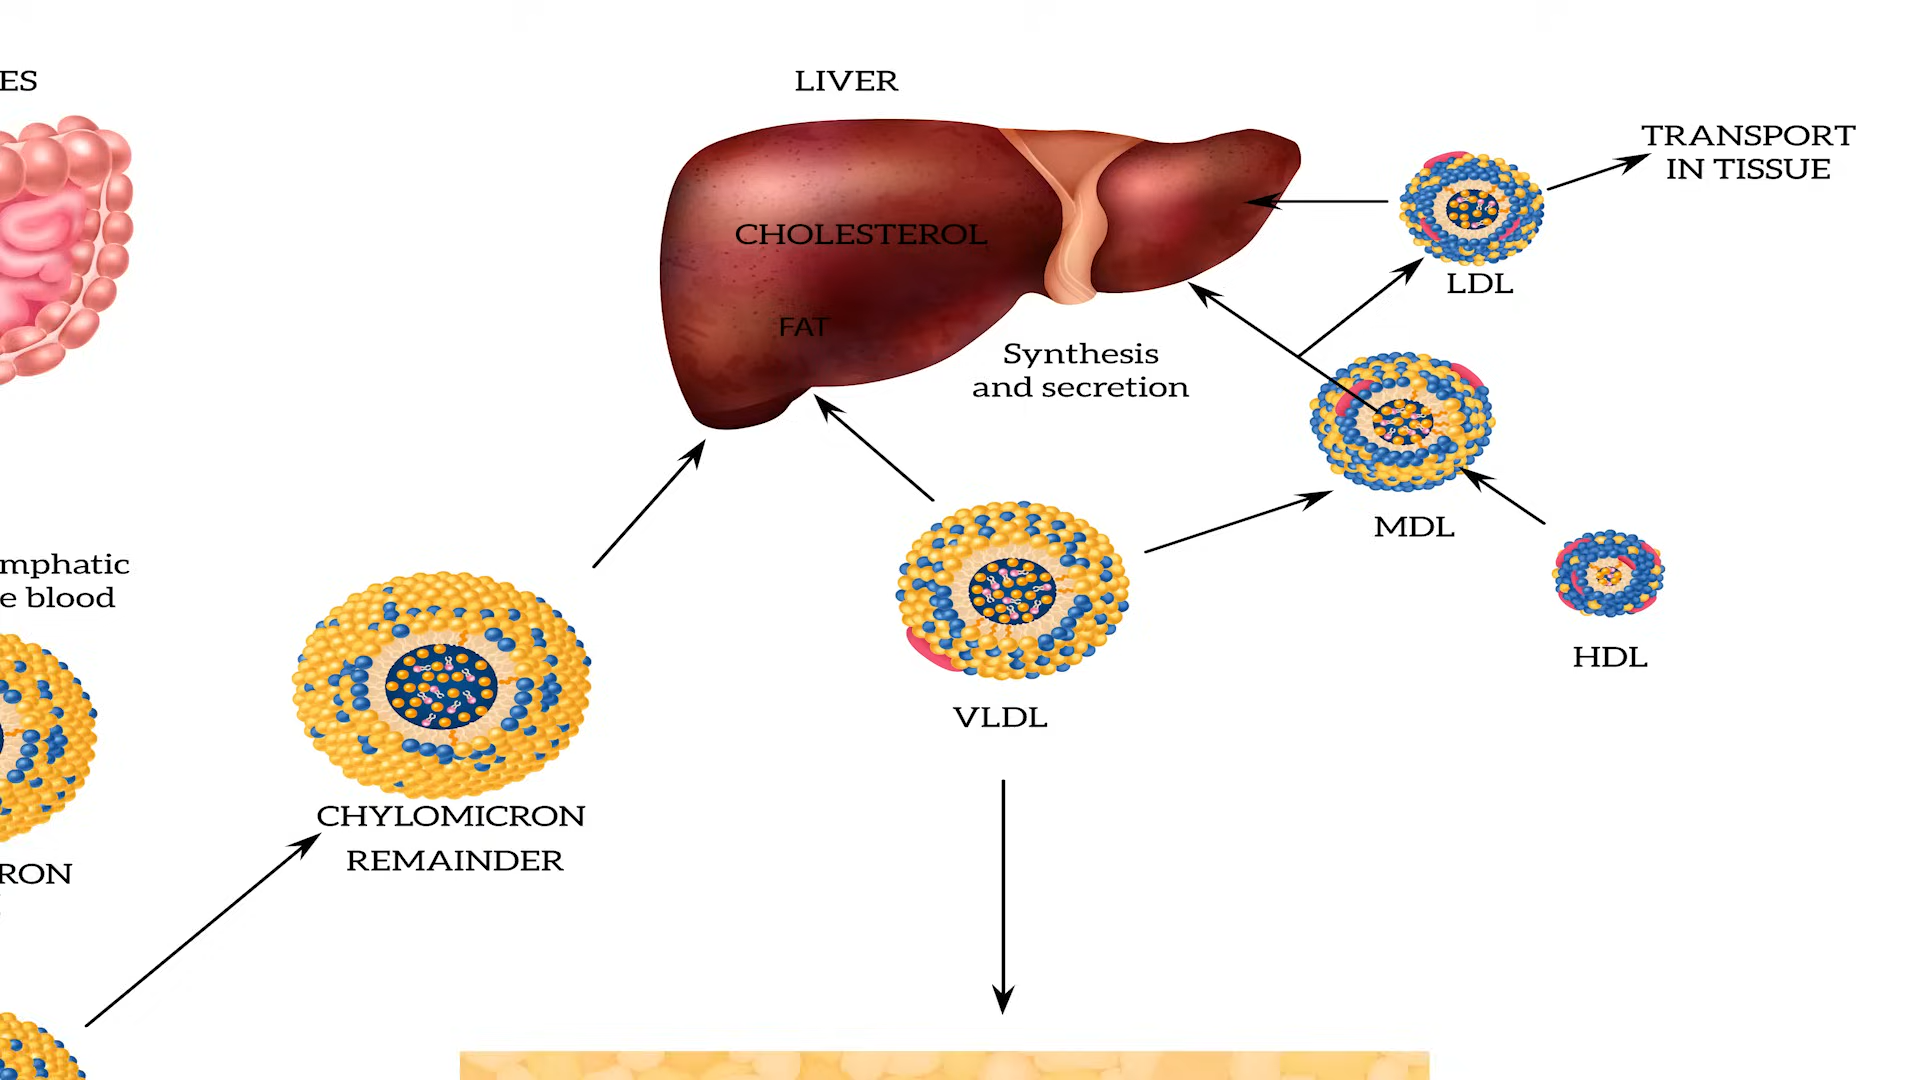 ES
LIVER
TRANSPORT
IN TISSUE
CHOLESTEROL
LDL
FAT
Synthesis
and secretion
MDL
mphatic
e blood
HDL
VLDL
CHYLOMICRON
REMAINDER
RON